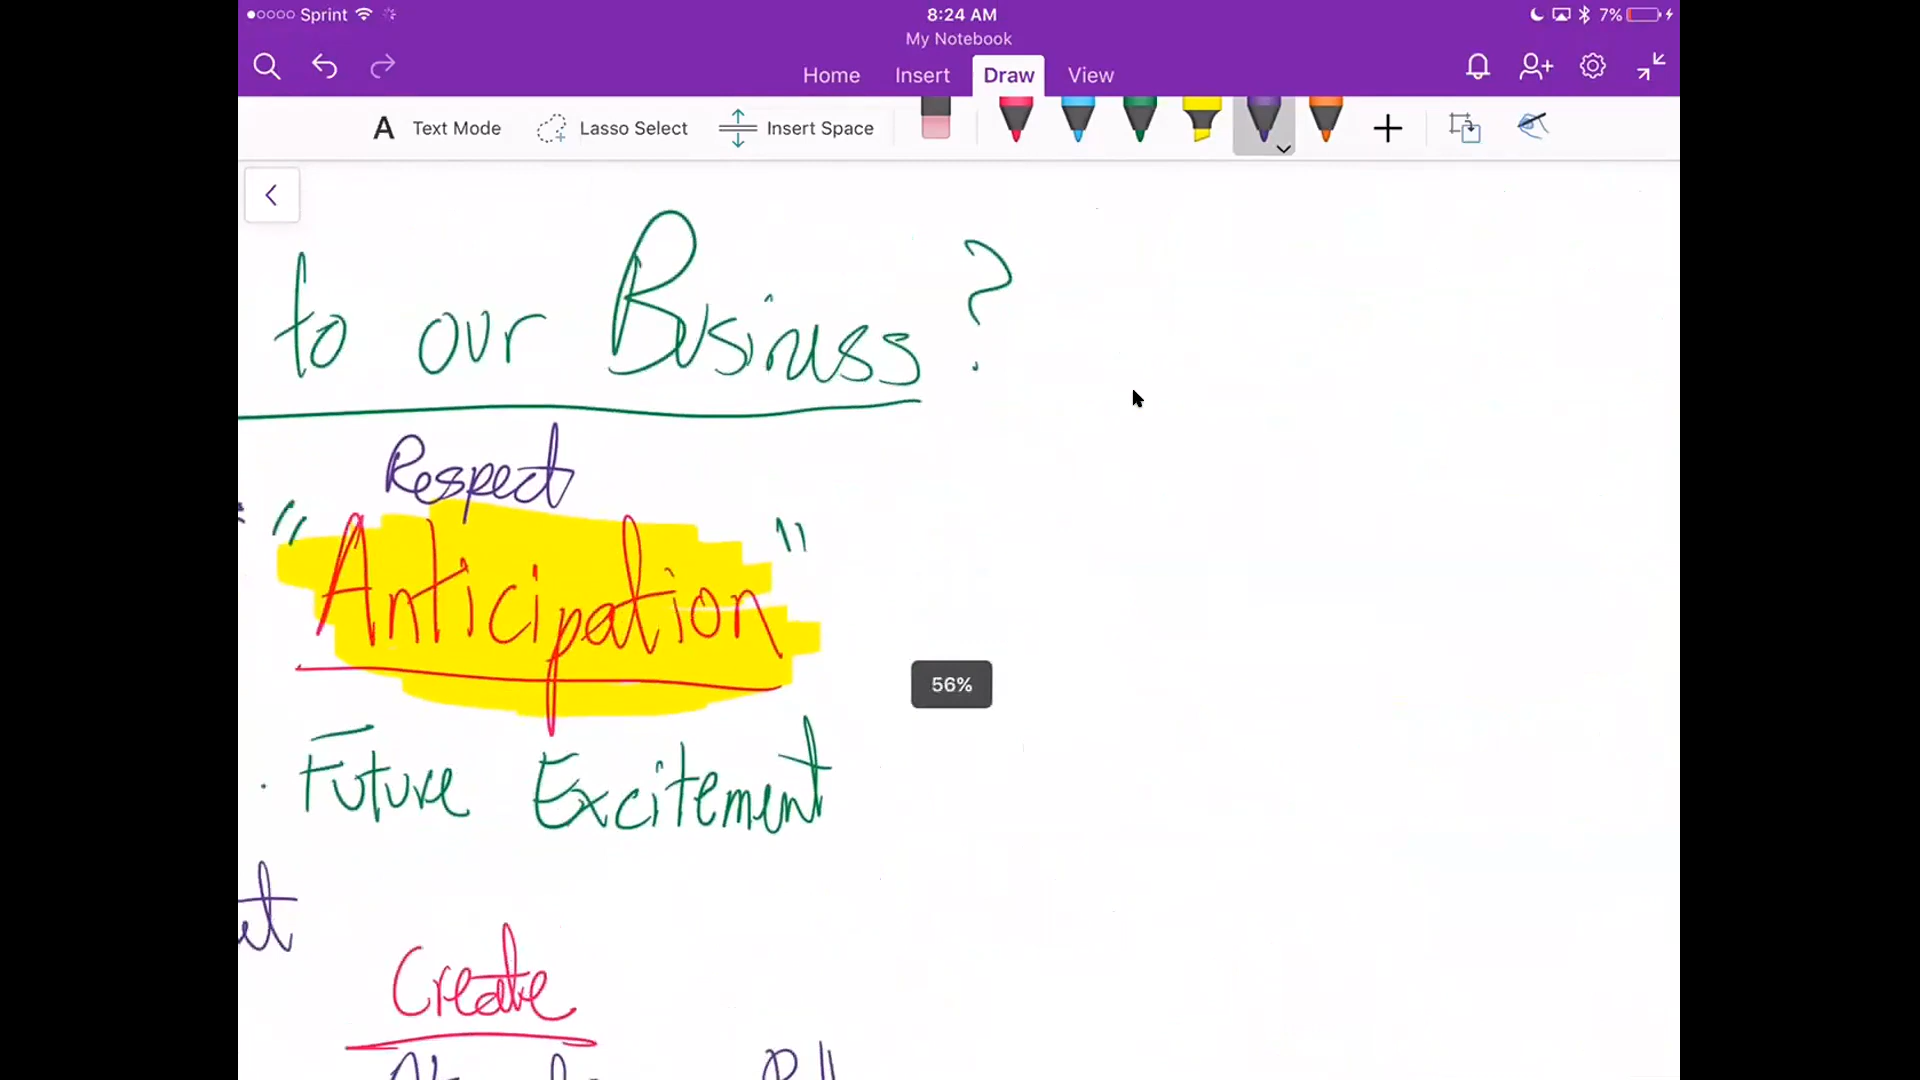 Sprint 8:24 AM 7%
My Notebook
Home Insert Draw View
A Text Mode Lasso Select Insert Space
to our Business ?
Respect
" Anticipation "
56%
· Future Excitement
Create